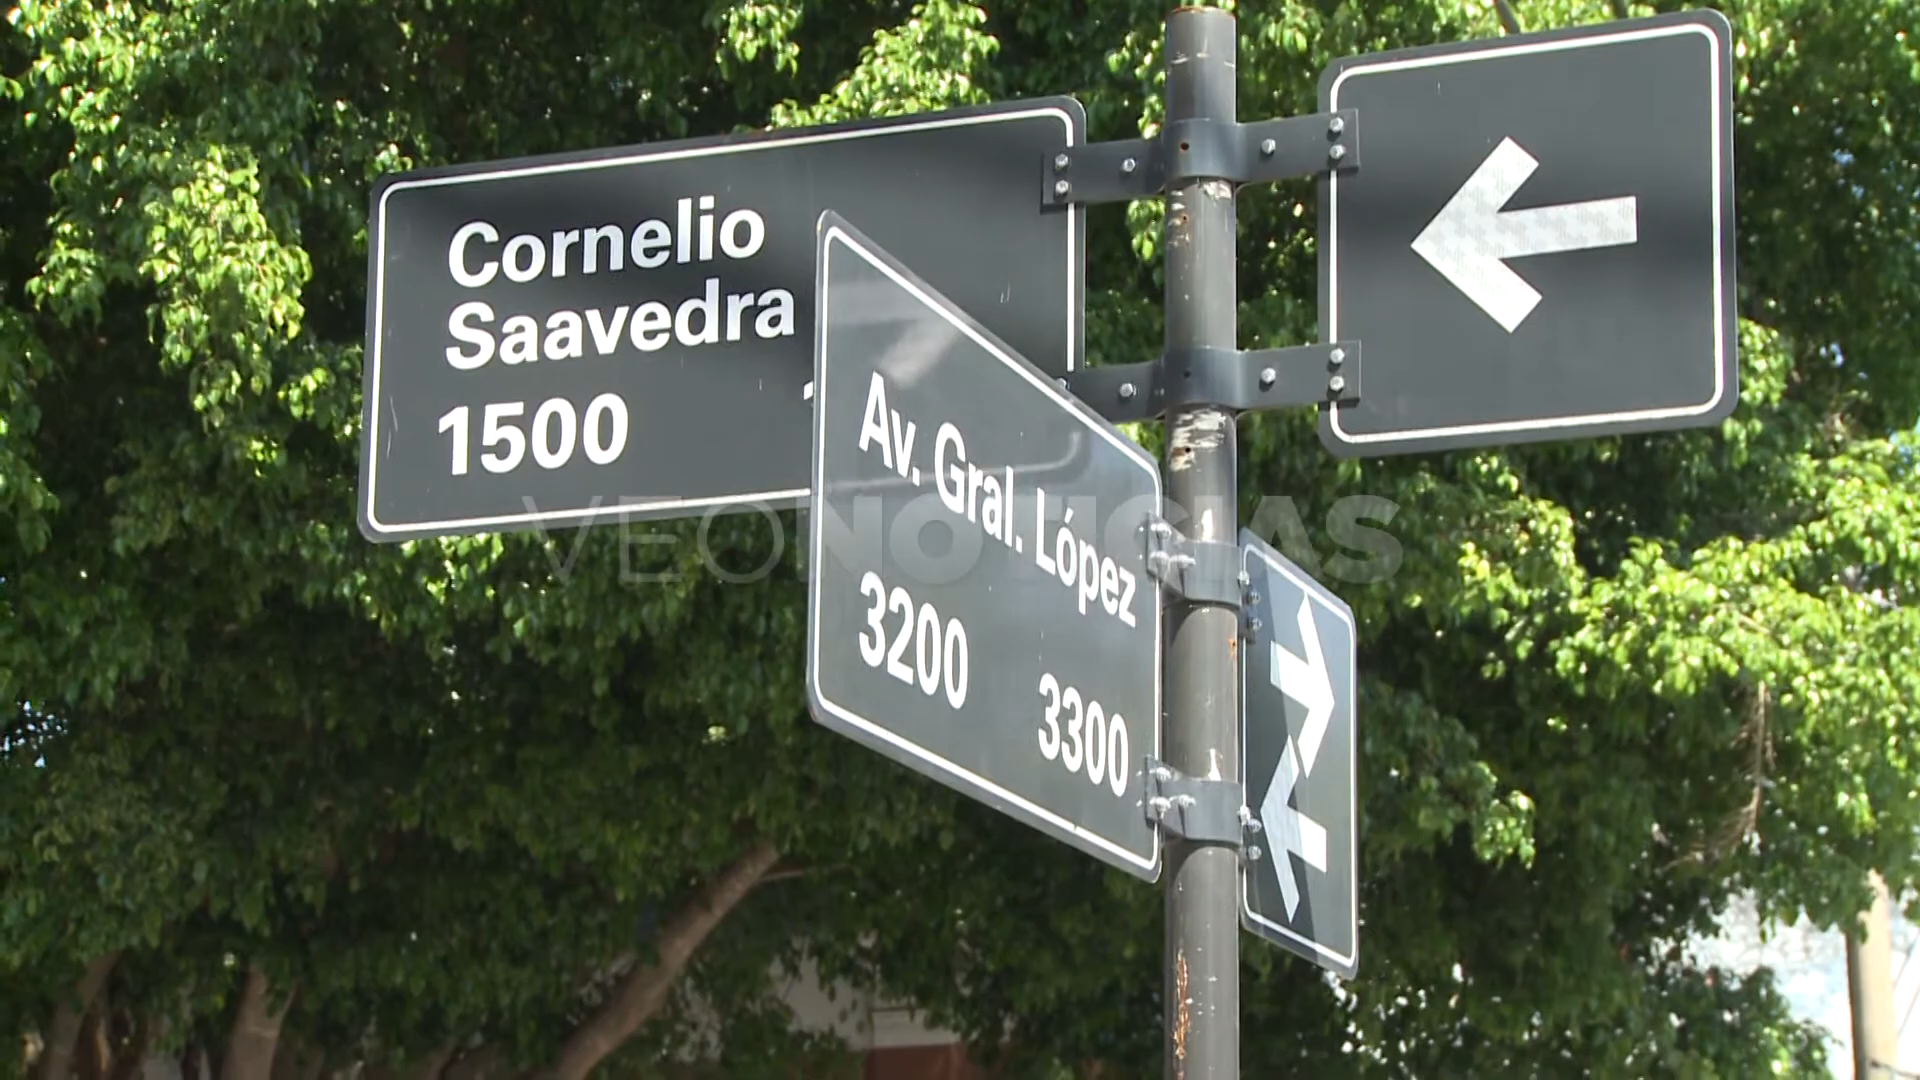 Cornelio
Saavedra
1500
Av. Gral. López
3200 3300
VEONOTICIAS